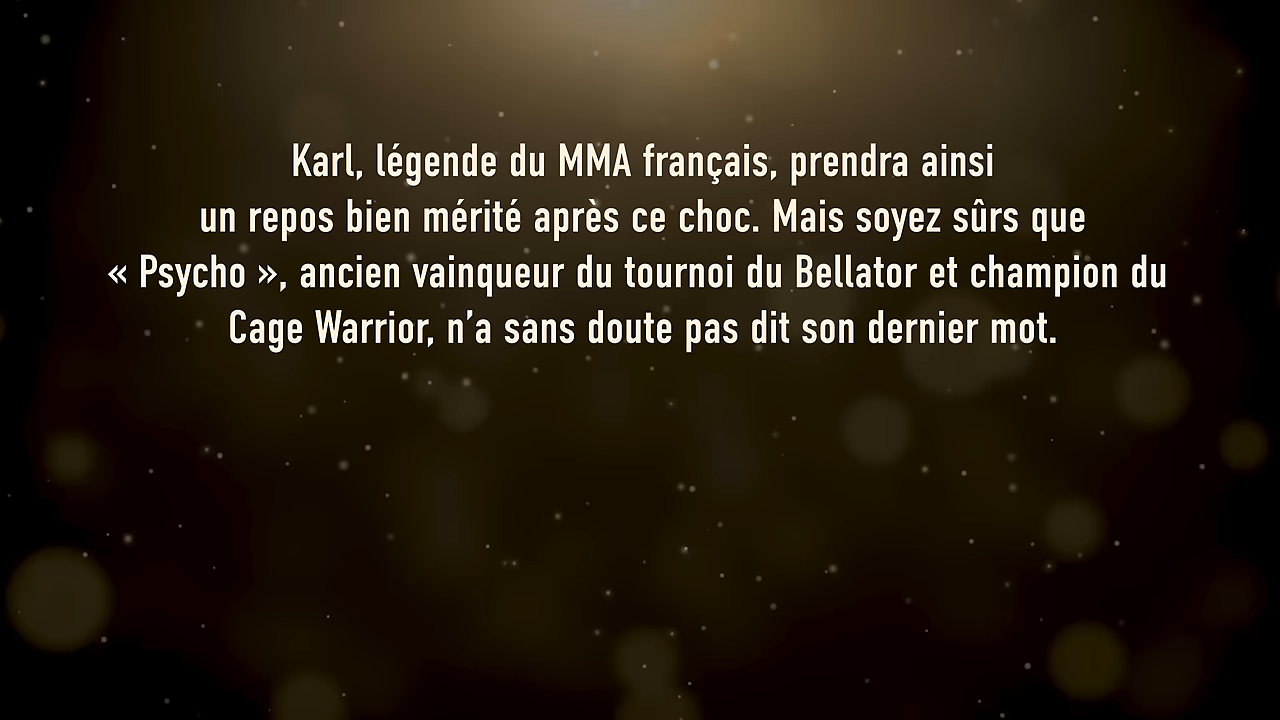 Karl, légende du MMA français, prendra ainsi
un repos bien mérité après ce choc. Mais soyez sûrs que
« Psycho », ancien vainqueur du tournoi du Bellator et champion du
Cage Warrior, n’a sans doute pas dit son dernier mot.